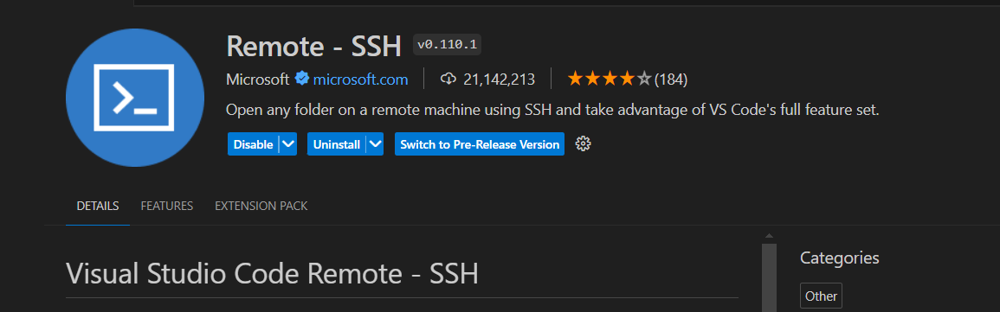 Remote - SSH v0.110.1
Microsoft microsoft.com 21,142,213 (184)
Open any folder on a remote machine using SSH and take advantage of VS Code's full feature set.
Disable Uninstall Switch to Pre-Release Version
DETAILS FEATURES EXTENSION PACK
Visual Studio Code Remote - SSH
Categories
Other